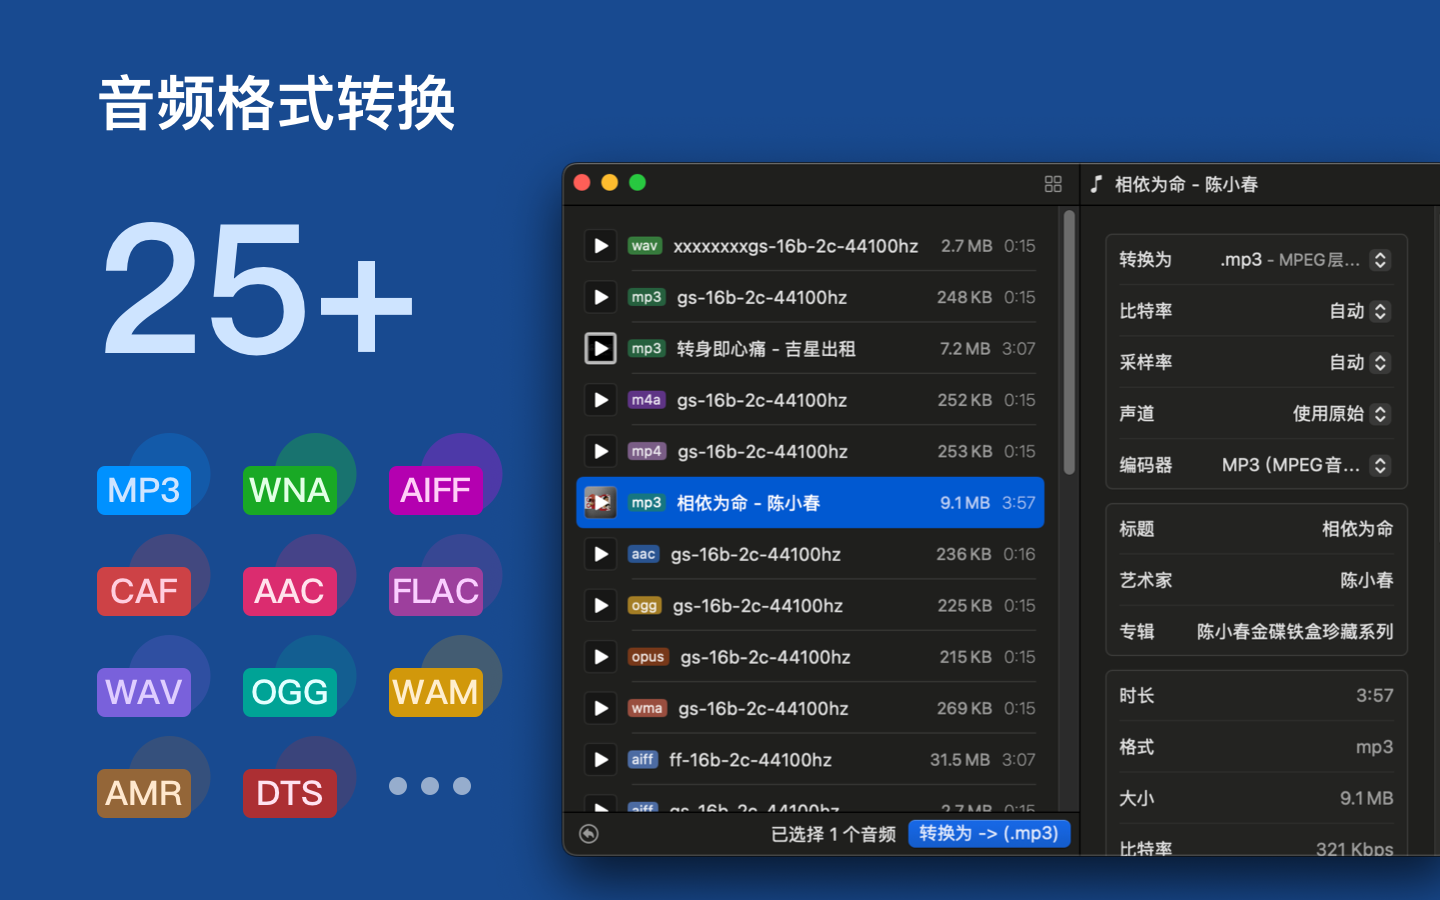 音频格式转换
25+
MP3 WNA AIFF
CAF AAC FLAC
WAV OGG WAM
AMR DTS
wav xxxxxxxxgs-16b-2c-44100hz 2.7 MB 0:15
mp3 gs-16b-2c-44100hz 248 KB 0:15
mp3 转身即心痛 - 吉星出租 7.2 MB 3:07
m4a gs-16b-2c-44100hz 252 KB 0:15
mp4 gs-16b-2c-44100hz 253 KB 0:15
mp3 相依为命 - 陈小春 9.1 MB 3:57
aac gs-16b-2c-44100hz 236 KB 0:16
ogg gs-16b-2c-44100hz 225 KB 0:15
opus gs-16b-2c-44100hz 215 KB 0:15
wma gs-16b-2c-44100hz 269 KB 0:15
aiff ff-16b-2c-44100hz 31.5 MB 3:07
aiff gs-16b-2c-44100hz 2.7 MB 0:15
已选择 1 个音频 转换为 -> (.mp3)
相依为命 - 陈小春
转换为 .mp3 - MPEG 层...
比特率 自动
采样率 自动
声道 使用原始
编码器 MP3 (MPEG 音...
标题 相依为命
艺术家 陈小春
专辑 陈小春金碟铁盒珍藏系列
时长 3:57
格式 mp3
大小 9.1 MB
比特率 321 Kbps